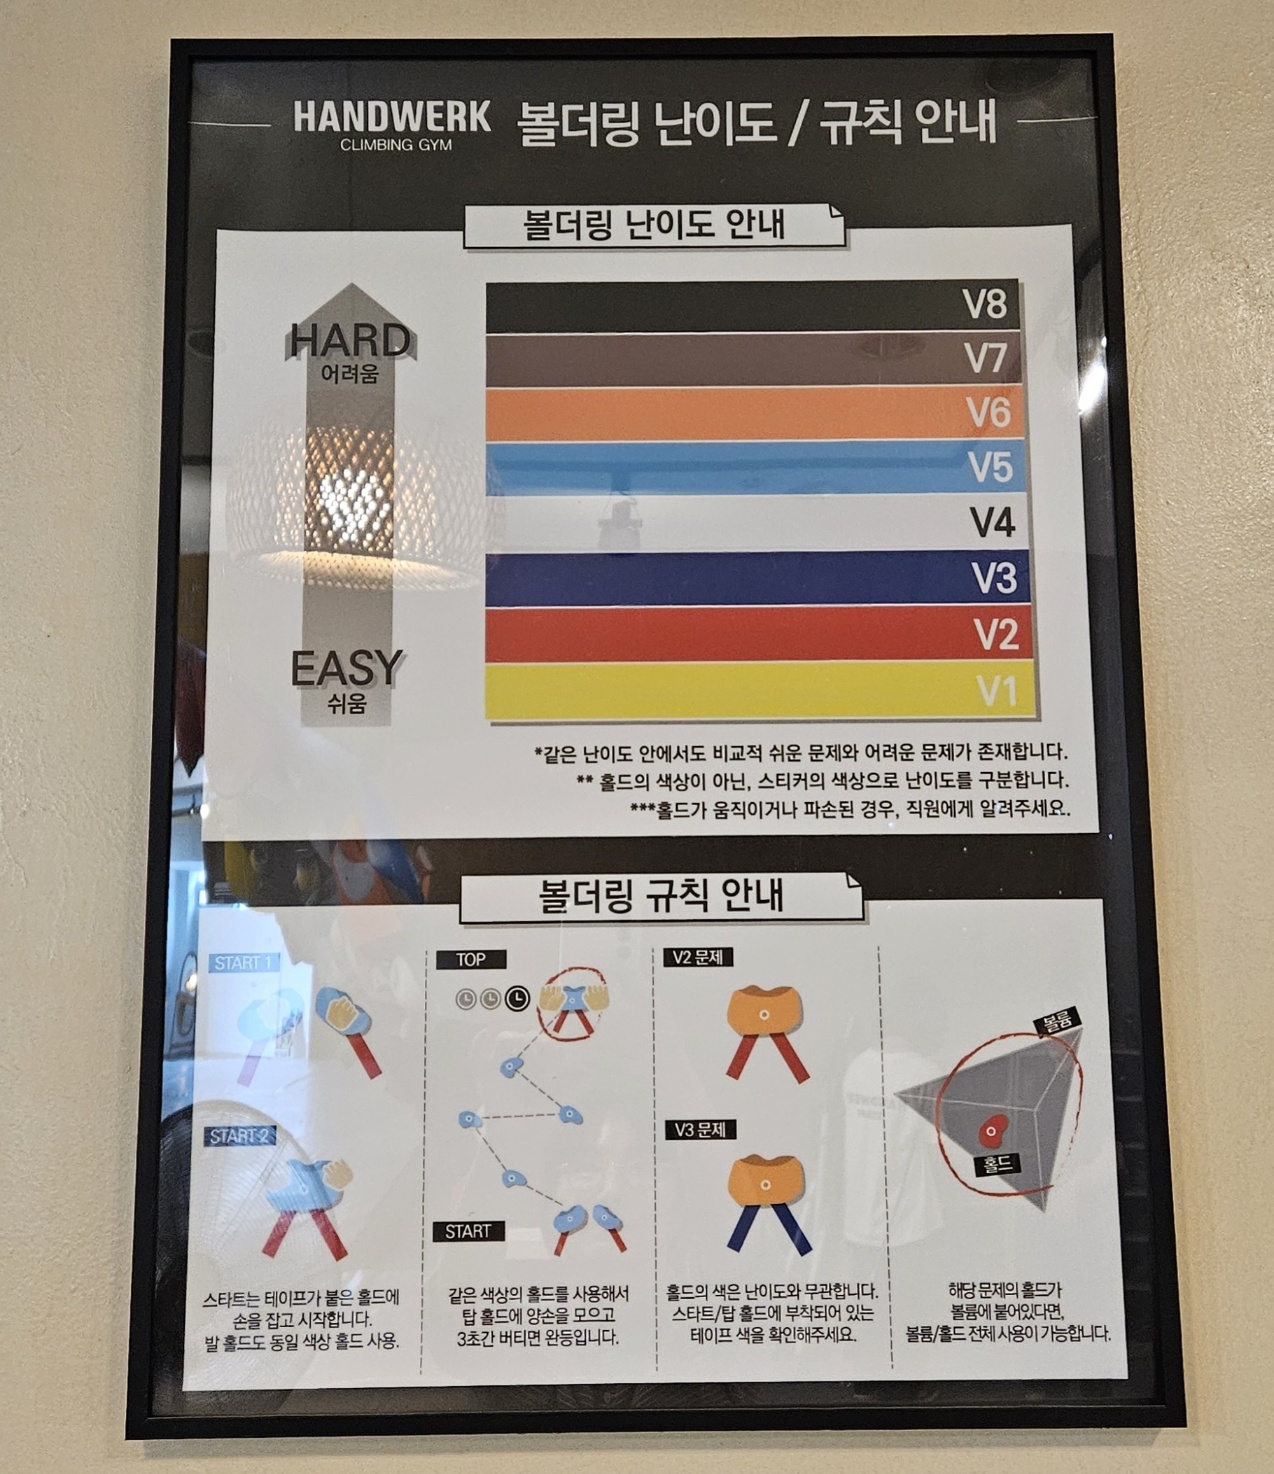 HANDWERK
CLIMBING GYM
볼더링 난이도 / 규칙 안내
볼더링 난이도 안내
HARD
어려움
EASY
쉬움
V8
V7
V6
V5
V4
V3
V2
V1
*같은 난이도 안에서도 비교적 쉬운 문제와 어려운 문제가 존재합니다.
** 홀드의 색상이 아닌, 스티커의 색상으로 난이도를 구분합니다.
***홀드가 움직이거나 파손된 경우, 직원에게 알려주세요.
볼더링 규칙 안내
START 1
START 2
스타트는 테이프가 붙은 홀드에
손을 잡고 시작합니다.
발 홀드도 동일 색상 홀드 사용.
TOP
START
같은 색상의 홀드를 사용해서
탑 홀드에 양손을 모으고
3초간 버티면 완등입니다.
V2 문제
V3 문제
홀드의 색은 난이도와 무관합니다.
스타트/탑 홀드에 부착되어 있는
테이프 색을 확인해주세요.
볼륨
홀드
해당 문제의 홀드가
볼륨에 붙어있다면,
볼륨/홀드 전체 사용이 가능합니다.